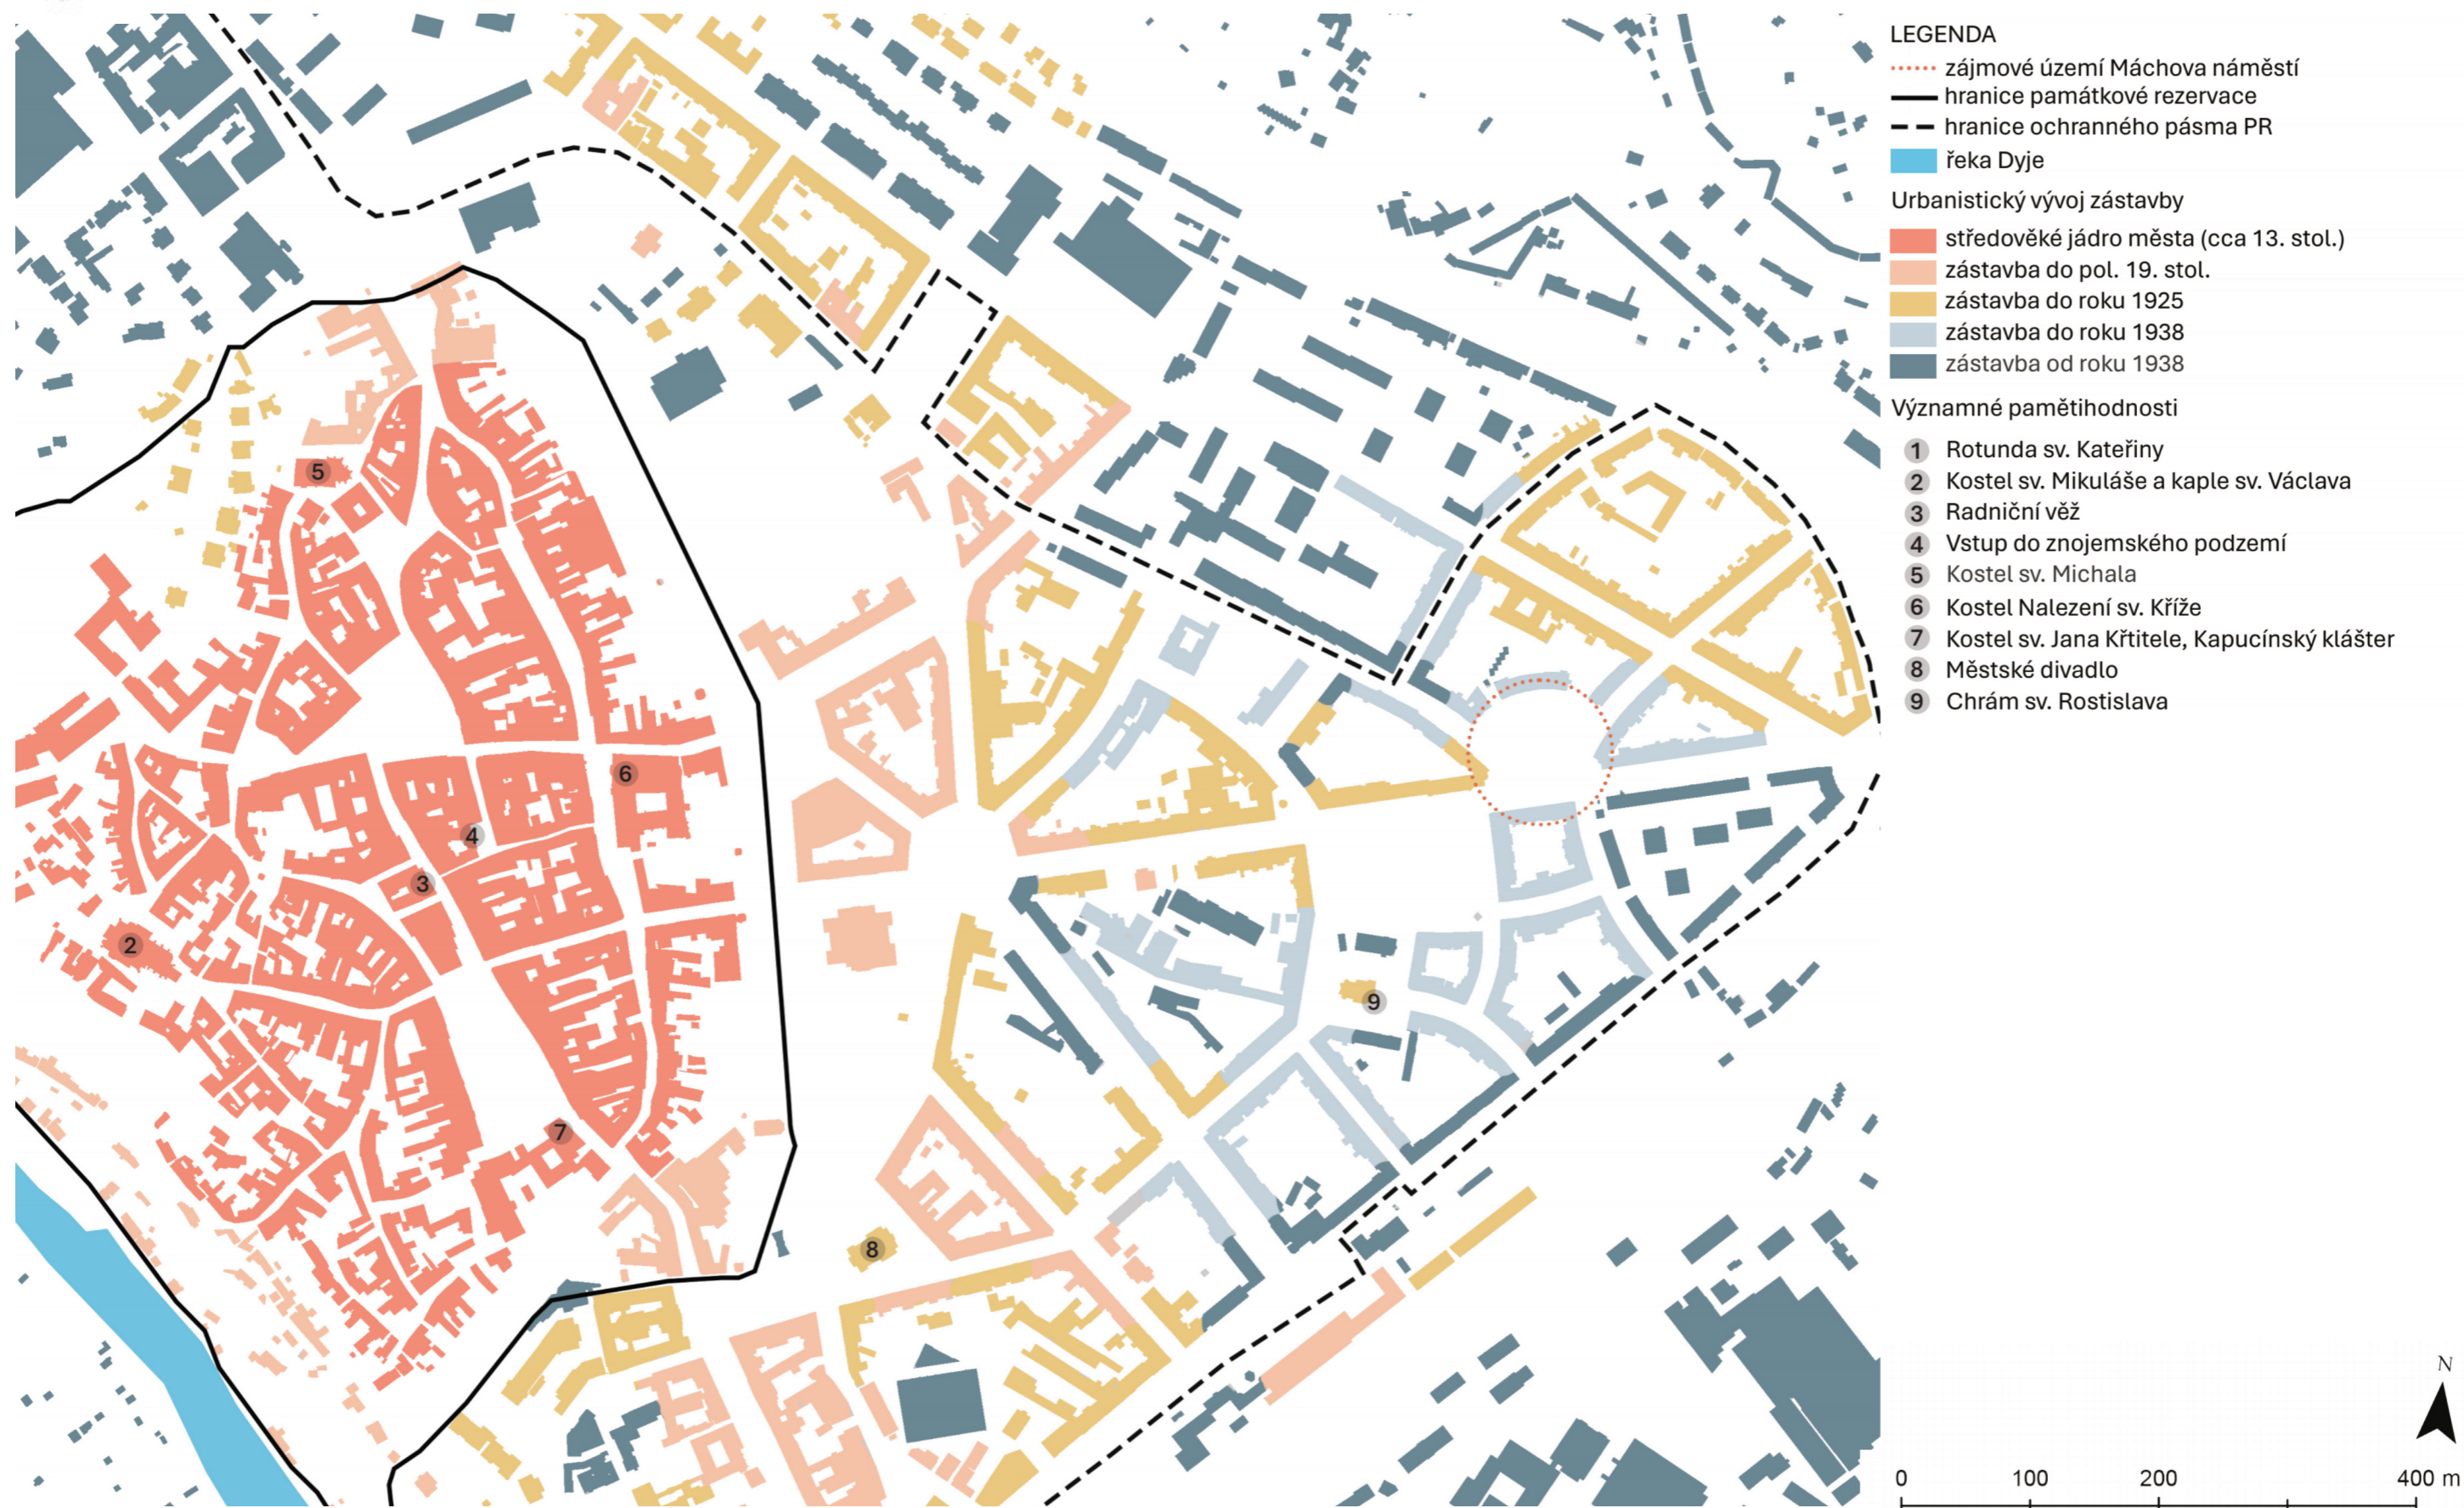 LEGENDA
zájmové území Máchova náměstí
hranice památkové rezervace
hranice ochranného pásma PR
řeka Dyje
Urbanistický vývoj zástavby
středověké jádro města (cca 13. stol.)
zástavba do pol. 19. stol.
zástavba do roku 1925
zástavba do roku 1938
zástavba od roku 1938
Významné pamětihodnosti
1 Rotunda sv. Kateřiny
2 Kostel sv. Mikuláše a kaple sv. Václava
3 Radniční věž
4 Vstup do znojemského podzemí
5 Kostel sv. Michala
6 Kostel Nalezení sv. Kříže
7 Kostel sv. Jana Křtitele, Kapucínský klášter
8 Městské divadlo
9 Chrám sv. Rostislava
5
6
4
3
2
9
7
8
N
0 100 200 400 m